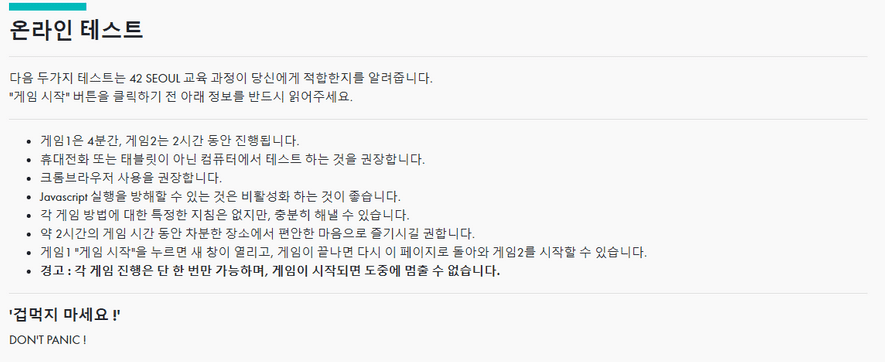 온라인 테스트
다음 두가지 테스트는 42 SEOUL 교육 과정이 당신에게 적합한지를 알려줍니다.
"게임 시작" 버튼을 클릭하기 전 아래 정보를 반드시 읽어주세요.
• 게임1은 4분간, 게임2는 2시간 동안 진행됩니다.
• 휴대전화 또는 태블릿이 아닌 컴퓨터에서 테스트 하는 것을 권장합니다.
• 크롬브라우저 사용을 권장합니다.
• Javascript 실행을 방해할 수 있는 것은 비활성화 하는 것이 좋습니다.
• 각 게임 방법에 대한 특정한 지침은 없지만, 충분히 해낼 수 있습니다.
• 약 2시간의 게임 시간 동안 차분한 장소에서 편안한 마음으로 즐기시길 권합니다.
• 게임1 "게임 시작"을 누르면 새 창이 열리고, 게임이 끝나면 다시 이 페이지로 돌아와 게임2를 시작할 수 있습니다.
• 경고 : 각 게임 진행은 단 한 번만 가능하며, 게임이 시작되면 도중에 멈출 수 없습니다.
'겁먹지 마세요 !'
DON'T PANIC !